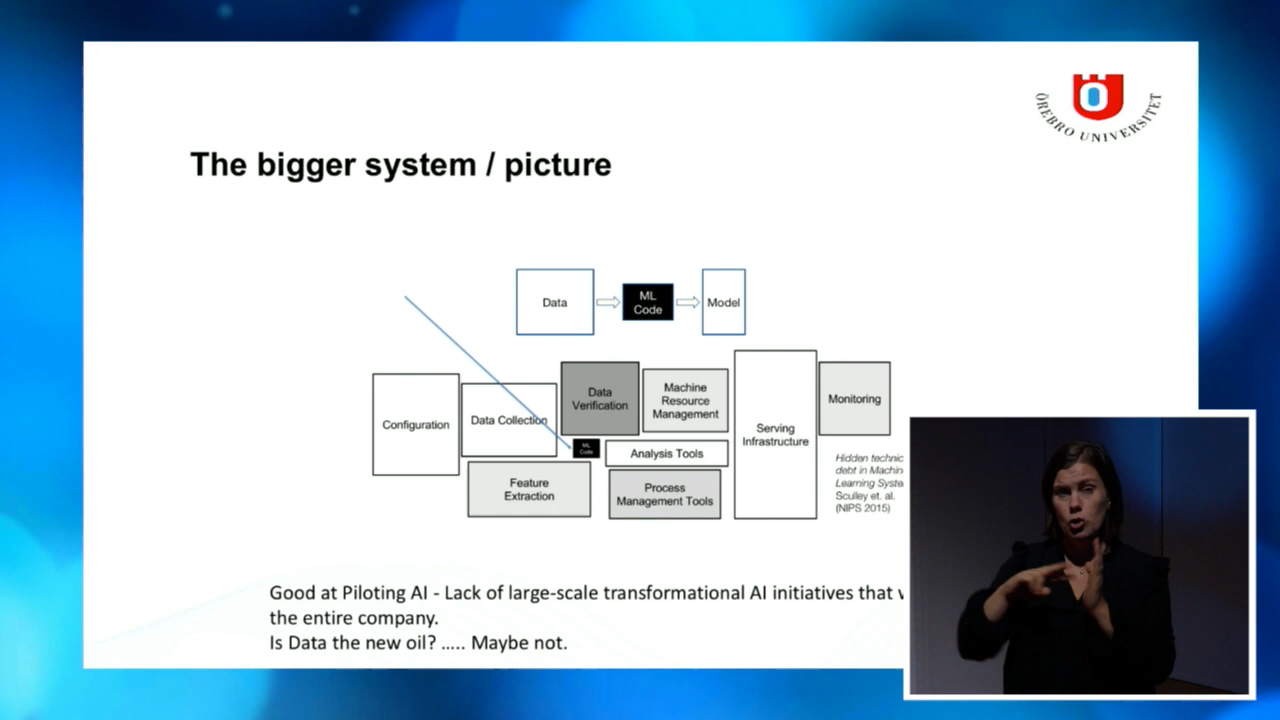 ÖREBRO UNIVERSITET
The bigger system / picture
Data
ML
Code
Model
Configuration
Data Collection
Data
Verification
Machine
Resource
Management
Serving
Infrastructure
Monitoring
ML
Code
Analysis Tools
Feature
Extraction
Process
Management Tools
Hidden
debt in
Learning
Sculley et. al.
(NIPS 2015)
Good at Piloting AI - Lack of large-scale transformational AI initiatives that
the entire company.
Is Data the new oil? ..... Maybe not.